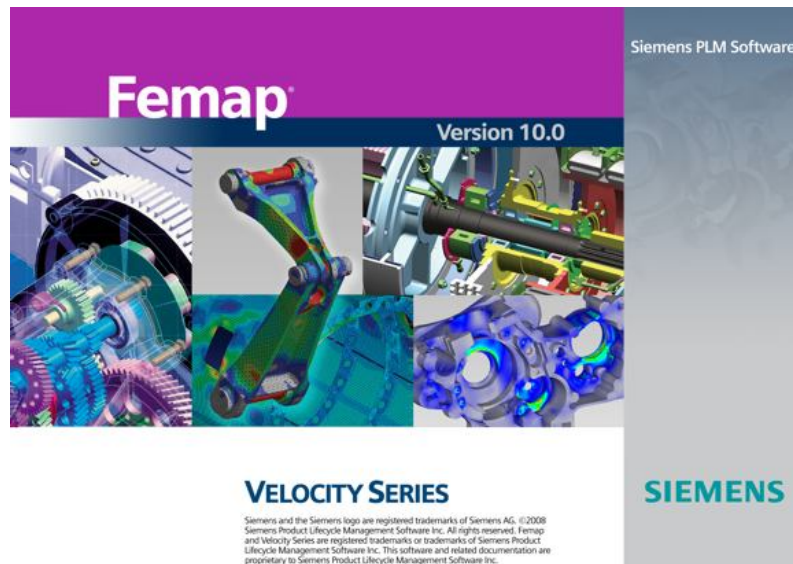 Siemens PLM Software
Femap®
Version 10.0
VELOCITY SERIES
SIEMENS
Siemens and the Siemens logo are registered trademarks of Siemens AG. ©2008
Siemens Product Lifecycle Management Software Inc. All rights reserved. Femap
and Velocity Series are registered trademarks or trademarks of Siemens Product
Lifecycle Management Software Inc. This software and related documentation are
proprietary to Siemens Product Lifecycle Management Software Inc.